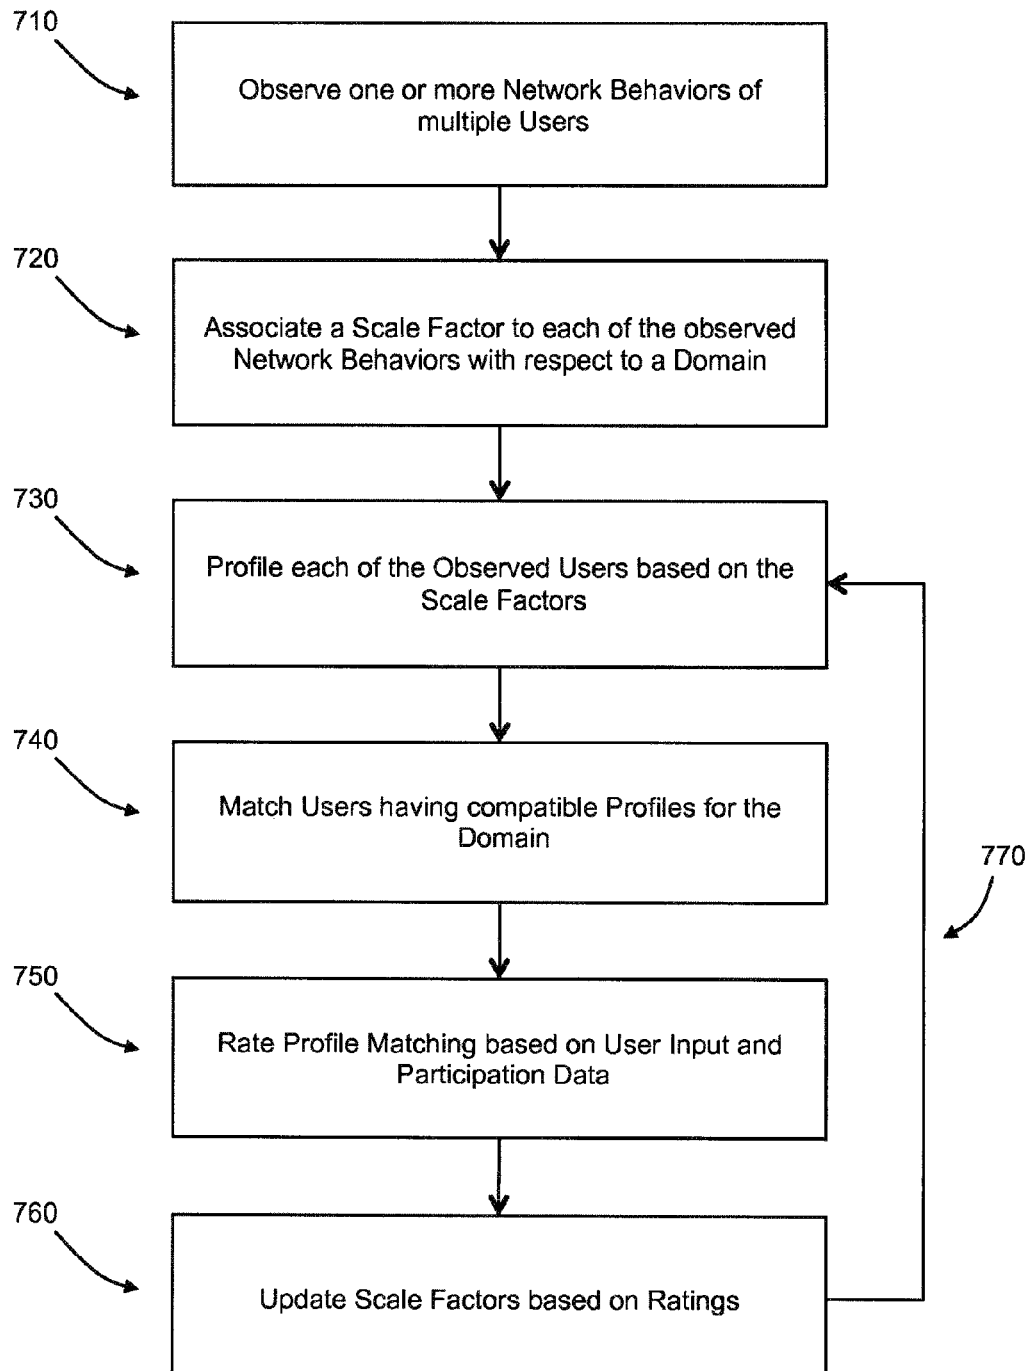 710
Observe one or more Network Behaviors of
multiple Users
720
Associate a Scale Factor to each of the observed
Network Behaviors with respect to a Domain
730
Profile each of the Observed Users based on the
Scale Factors
740
Match Users having compatible Profiles for the
Domain
770
750
Rate Profile Matching based on User Input and
Participation Data
760
Update Scale Factors based on Ratings